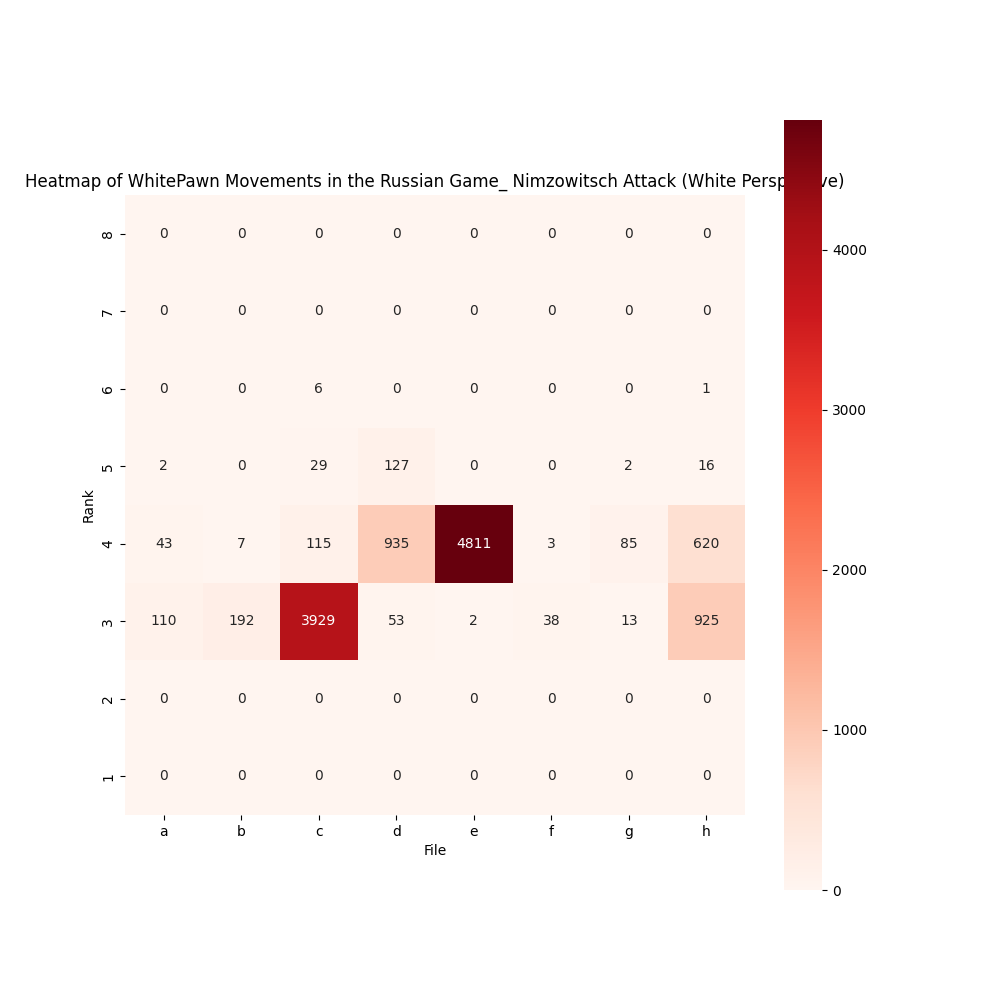 Heatmap of WhitePawn Movements in the Russian Game_ Nimzowitsch Attack (White Persp ve)
8 0 0 0 0 0 0 0 0
7 0 0 0 0 0 0 0 0
6 0 0 6 0 0 0 0 1
5 2 0 29 127 0 0 2 16
4 43 7 115 935 4811 3 85 620
3 110 192 3929 53 2 38 13 925
2 0 0 0 0 0 0 0 0
1 0 0 0 0 0 0 0 0
Rank
a b c d e f g h
File
4000
3000
2000
1000
0